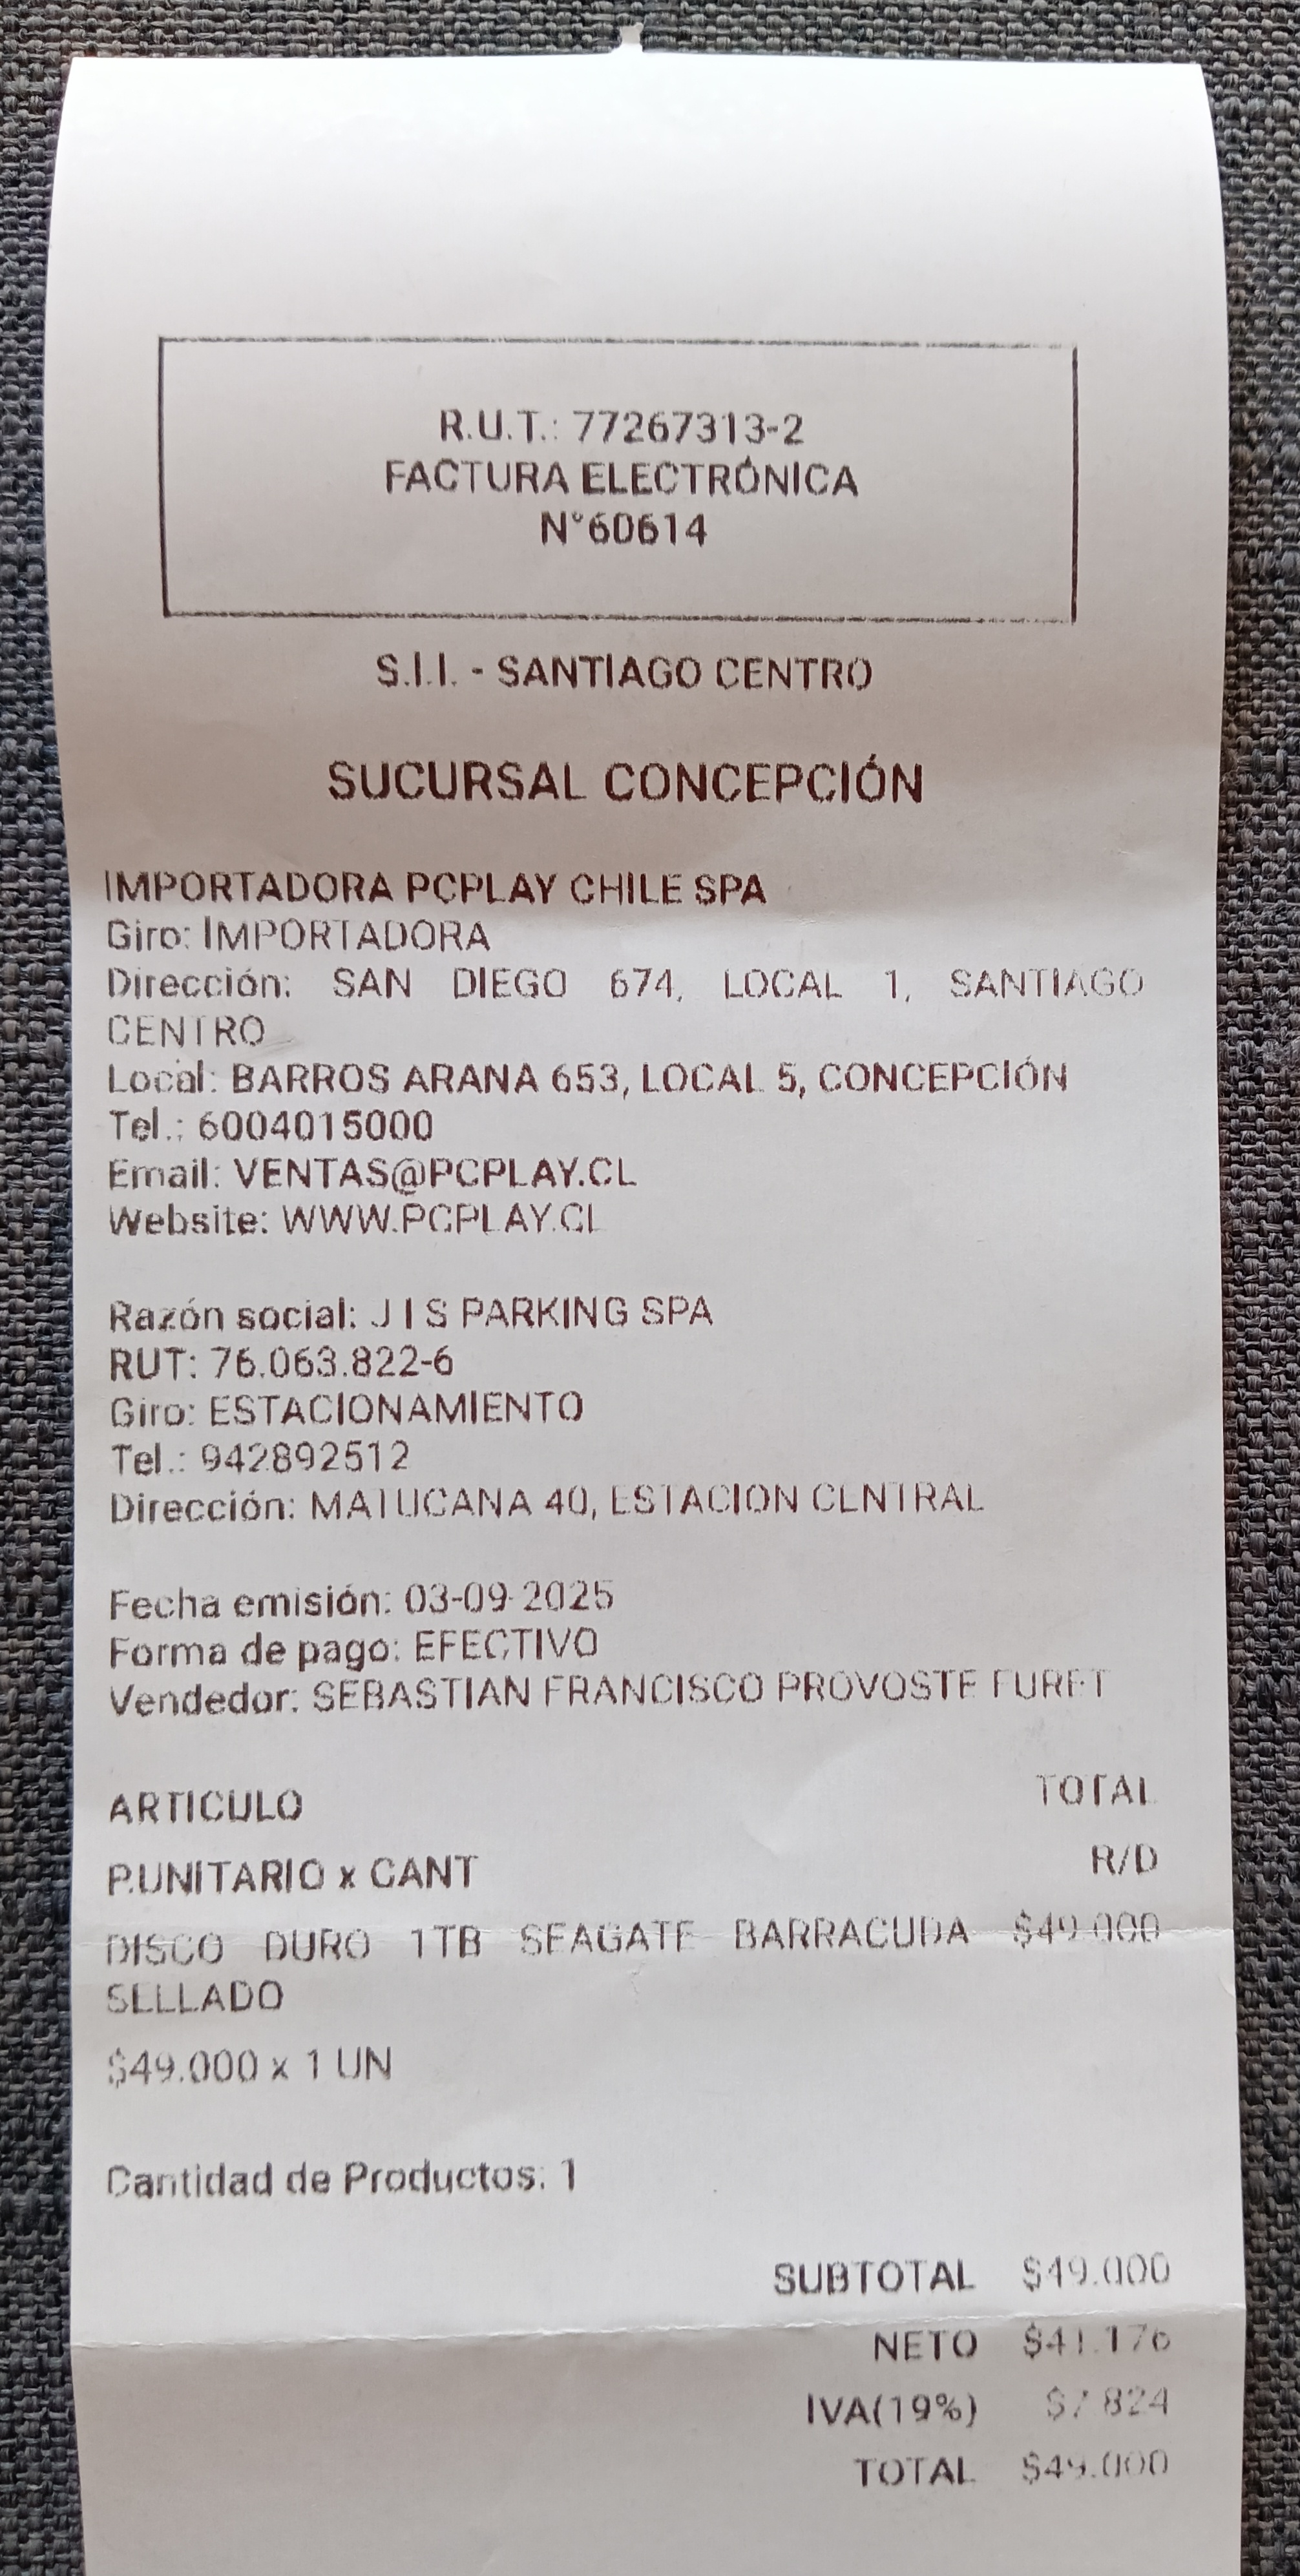 R.U.T.: 77267313-2
FACTURA ELECTRÓNICA
N°60614
S.I.I. - SANTIAGO CENTRO
SUCURSAL CONCEPCIÓN
IMPORTADORA PCPLAY CHILE SPA
Giro: IMPORTADORA
Dirección: SAN DIEGO 674, LOCAL 1, SANTIAGO
CENTRO
Local: BARROS ARANA 653, LOCAL 5, CONCEPCIÓN
Tel.: 6004015000
Email: VENTAS@PCPLAY.CL
Website: WWW.PCPLAY.CL
Razón social: J I S PARKING SPA
RUT: 76.063.822-6
Giro: ESTACIONAMIENTO
Tel.: 942892512
Dirección: MATUCANA 40, ESTACION CENTRAL
Fecha emisión: 03-09-2025
Forma de pago: EFECTIVO
Vendedor: SEBASTIAN FRANCISCO PROVOSTE FURET
ARTICULO TOTAL
P.UNITARIO x CANT R/D
DISCO DURO 1TB SEAGATE BARRACUDA $49.000
SELLADO
$49.000 x 1 UN
Cantidad de Productos: 1
SUBTOTAL $49.000
NETO $41.176
IVA(19%) $7.824
TOTAL $49.000